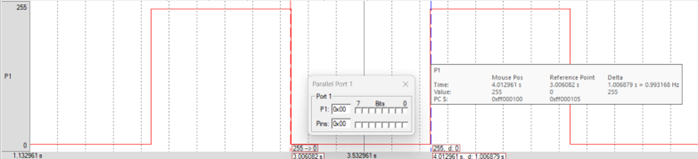 255
P1
0
1.132961 s
255 -> 0
3.006082 s
3.532961 s
255, d: 0
4.012961 s, d: 1.006879 s
Parallel Port 1
Port 1
P1: 0x00 7 Bits 0
Pins: 0x00
P1
Mouse Pos Reference Point Delta
Time: 4.012961 s 3.006082 s 1.006879 s = 0.993168 Hz
Value: 255 0 255
PC $: 0xff000100 0xff000105